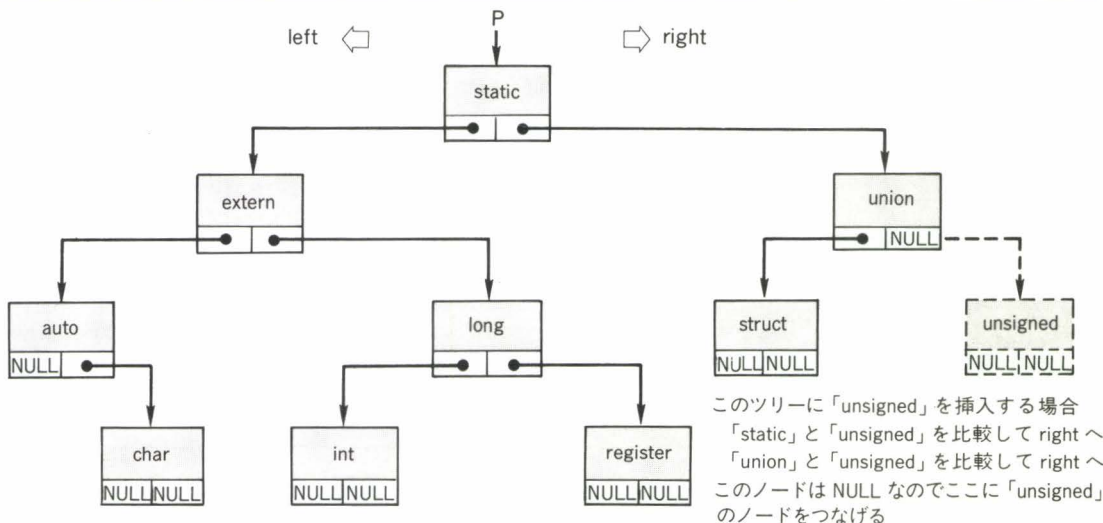 P
left
right
static
extern
union
NULL
auto
NULL
long
struct
NULL NULL
unsigned
NULL NULL
char
NULL NULL
int
NULL NULL
register
NULL NULL
このツリーに「unsigned」を挿入する場合
「static」と「unsigned」を比較して right へ
「union」と「unsigned」を比較して right へ
このノードは NULL なのでここに「unsigned」
のノードをつなげる